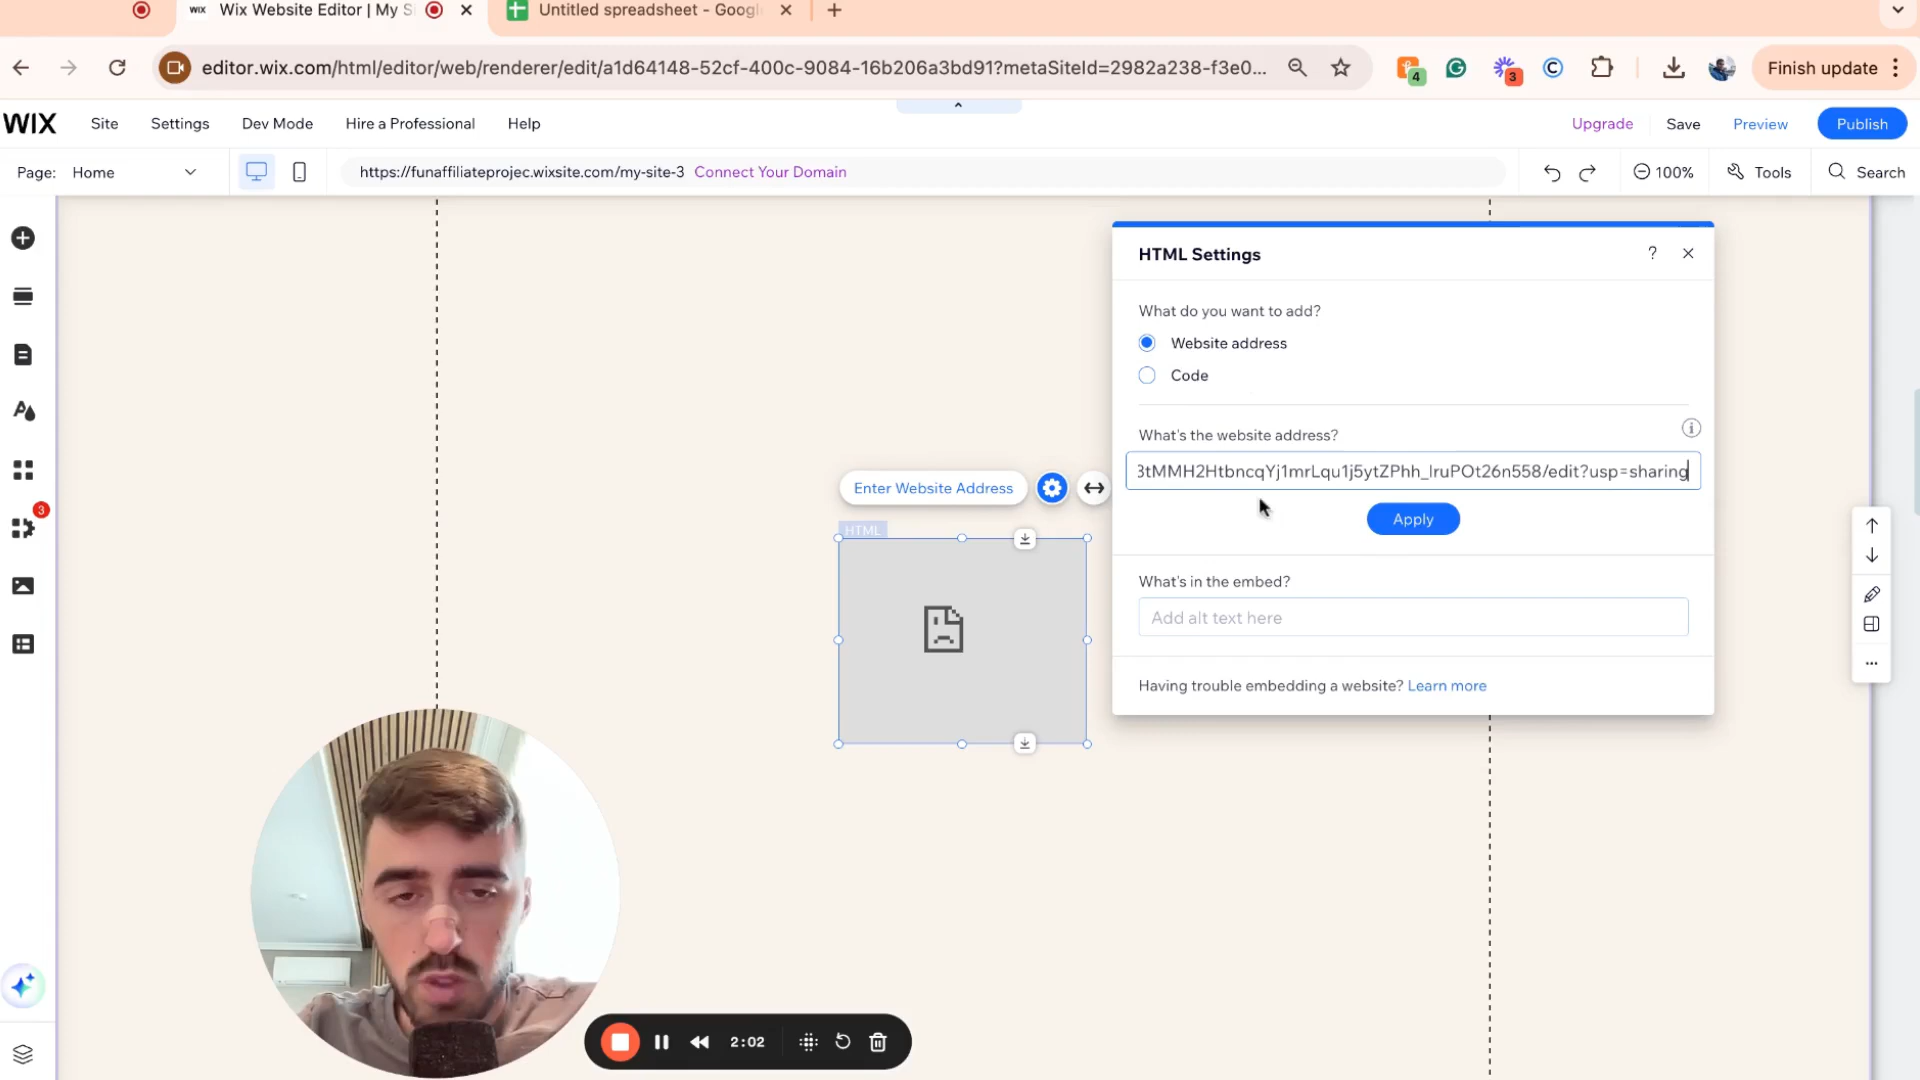 WIX Wix Website Editor | My S
Untitled spreadsheet - Googl
editor.wix.com/html/editor/web/renderer/edit/a1d64148-52cf-400c-9084-16b206a3bd91?metaSiteId=2982a238-f3e0...
4
3
Finish update
WIX Site Settings Dev Mode Hire a Professional Help
Upgrade Save Preview Publish
Page: Home
https://funaffiliateprojec.wixsite.com/my-site-3 Connect Your Domain
100% Tools Search
HTML Settings
?
What do you want to add?
Website address
Code
What's the website address?
3tMMH2HtbncqYj1mrLqu1j5ytZPhh_lruPOt26n558/edit?usp=sharing
Enter Website Address
Apply
3
HTML
What's in the embed?
Add alt text here
Having trouble embedding a website? Learn more
2:02